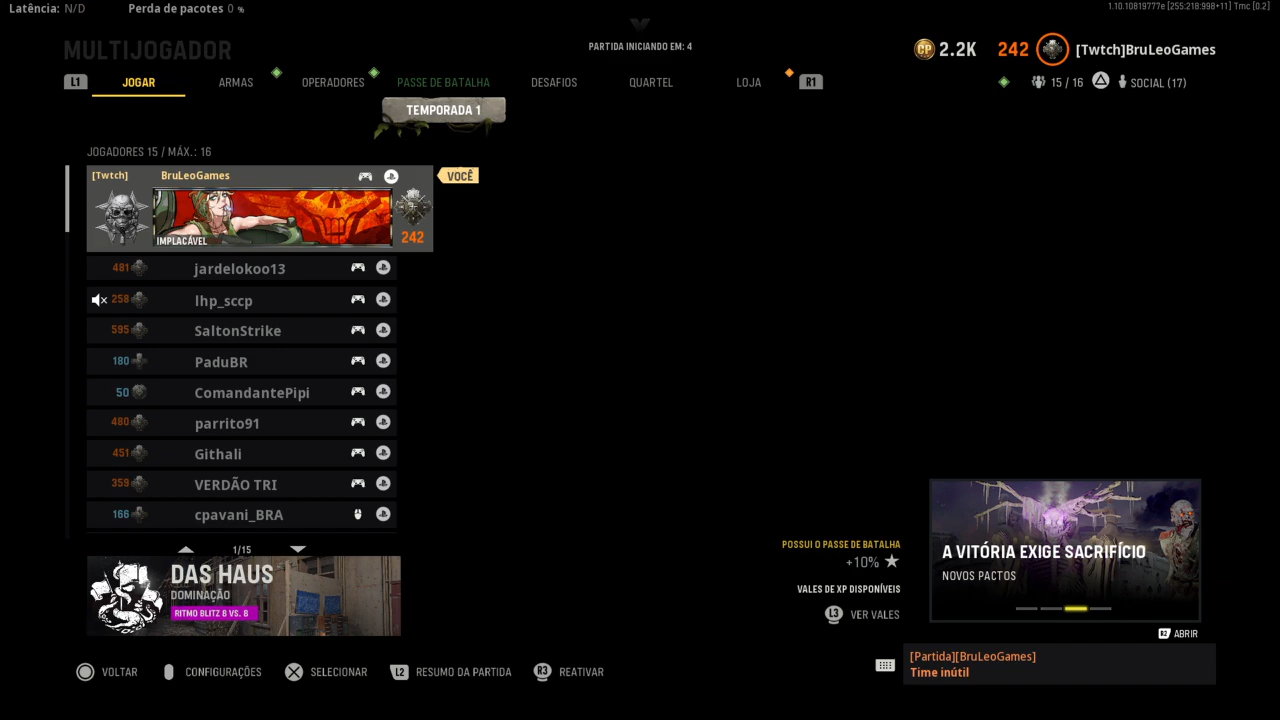 Latência: N/D
Perda de pacotes 0 %
1.10.10819777e [255:218:998+11] Tmc [0.2]
MULTIJOGADOR
PARTIDA INICIANDO EM: 4
CP 2.2K
242 [Twtch]BruLeoGames
L1 JOGAR ARMAS OPERADORES PASSE DE BATALHA DESAFIOS QUARTEL LOJA R1
15 / 16 SOCIAL (17)
TEMPORADA 1
JOGADORES 15 / MÁX.: 16
[Twtch] BruLeoGames
VOCÊ
IMPLACÁVEL
242
481 jardelokoo13
258 lhp_sccp
595 SaltonStrike
180 PaduBR
50 ComandantePipi
480 parrito91
451 Githali
359 VERDÃO TRI
166 cpavani_BRA
1/15
DAS HAUS
DOMINAÇÃO
RITMO BLITZ 8 VS. 8
POSSUI O PASSE DE BATALHA
+10%
VALES DE XP DISPONÍVEIS
L3 VER VALES
A VITÓRIA EXIGE SACRIFÍCIO
NOVOS PACTOS
R2 ABRIR
[Partida][BruLeoGames]
Time inútil
VOLTAR CONFIGURAÇÕES SELECIONAR L2 RESUMO DA PARTIDA R3 REATIVAR